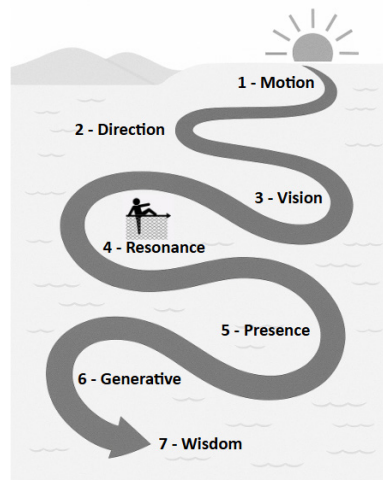 1 - Motion
2 - Direction
3 - Vision
4 - Resonance
5 - Presence
6 - Generative
7 - Wisdom